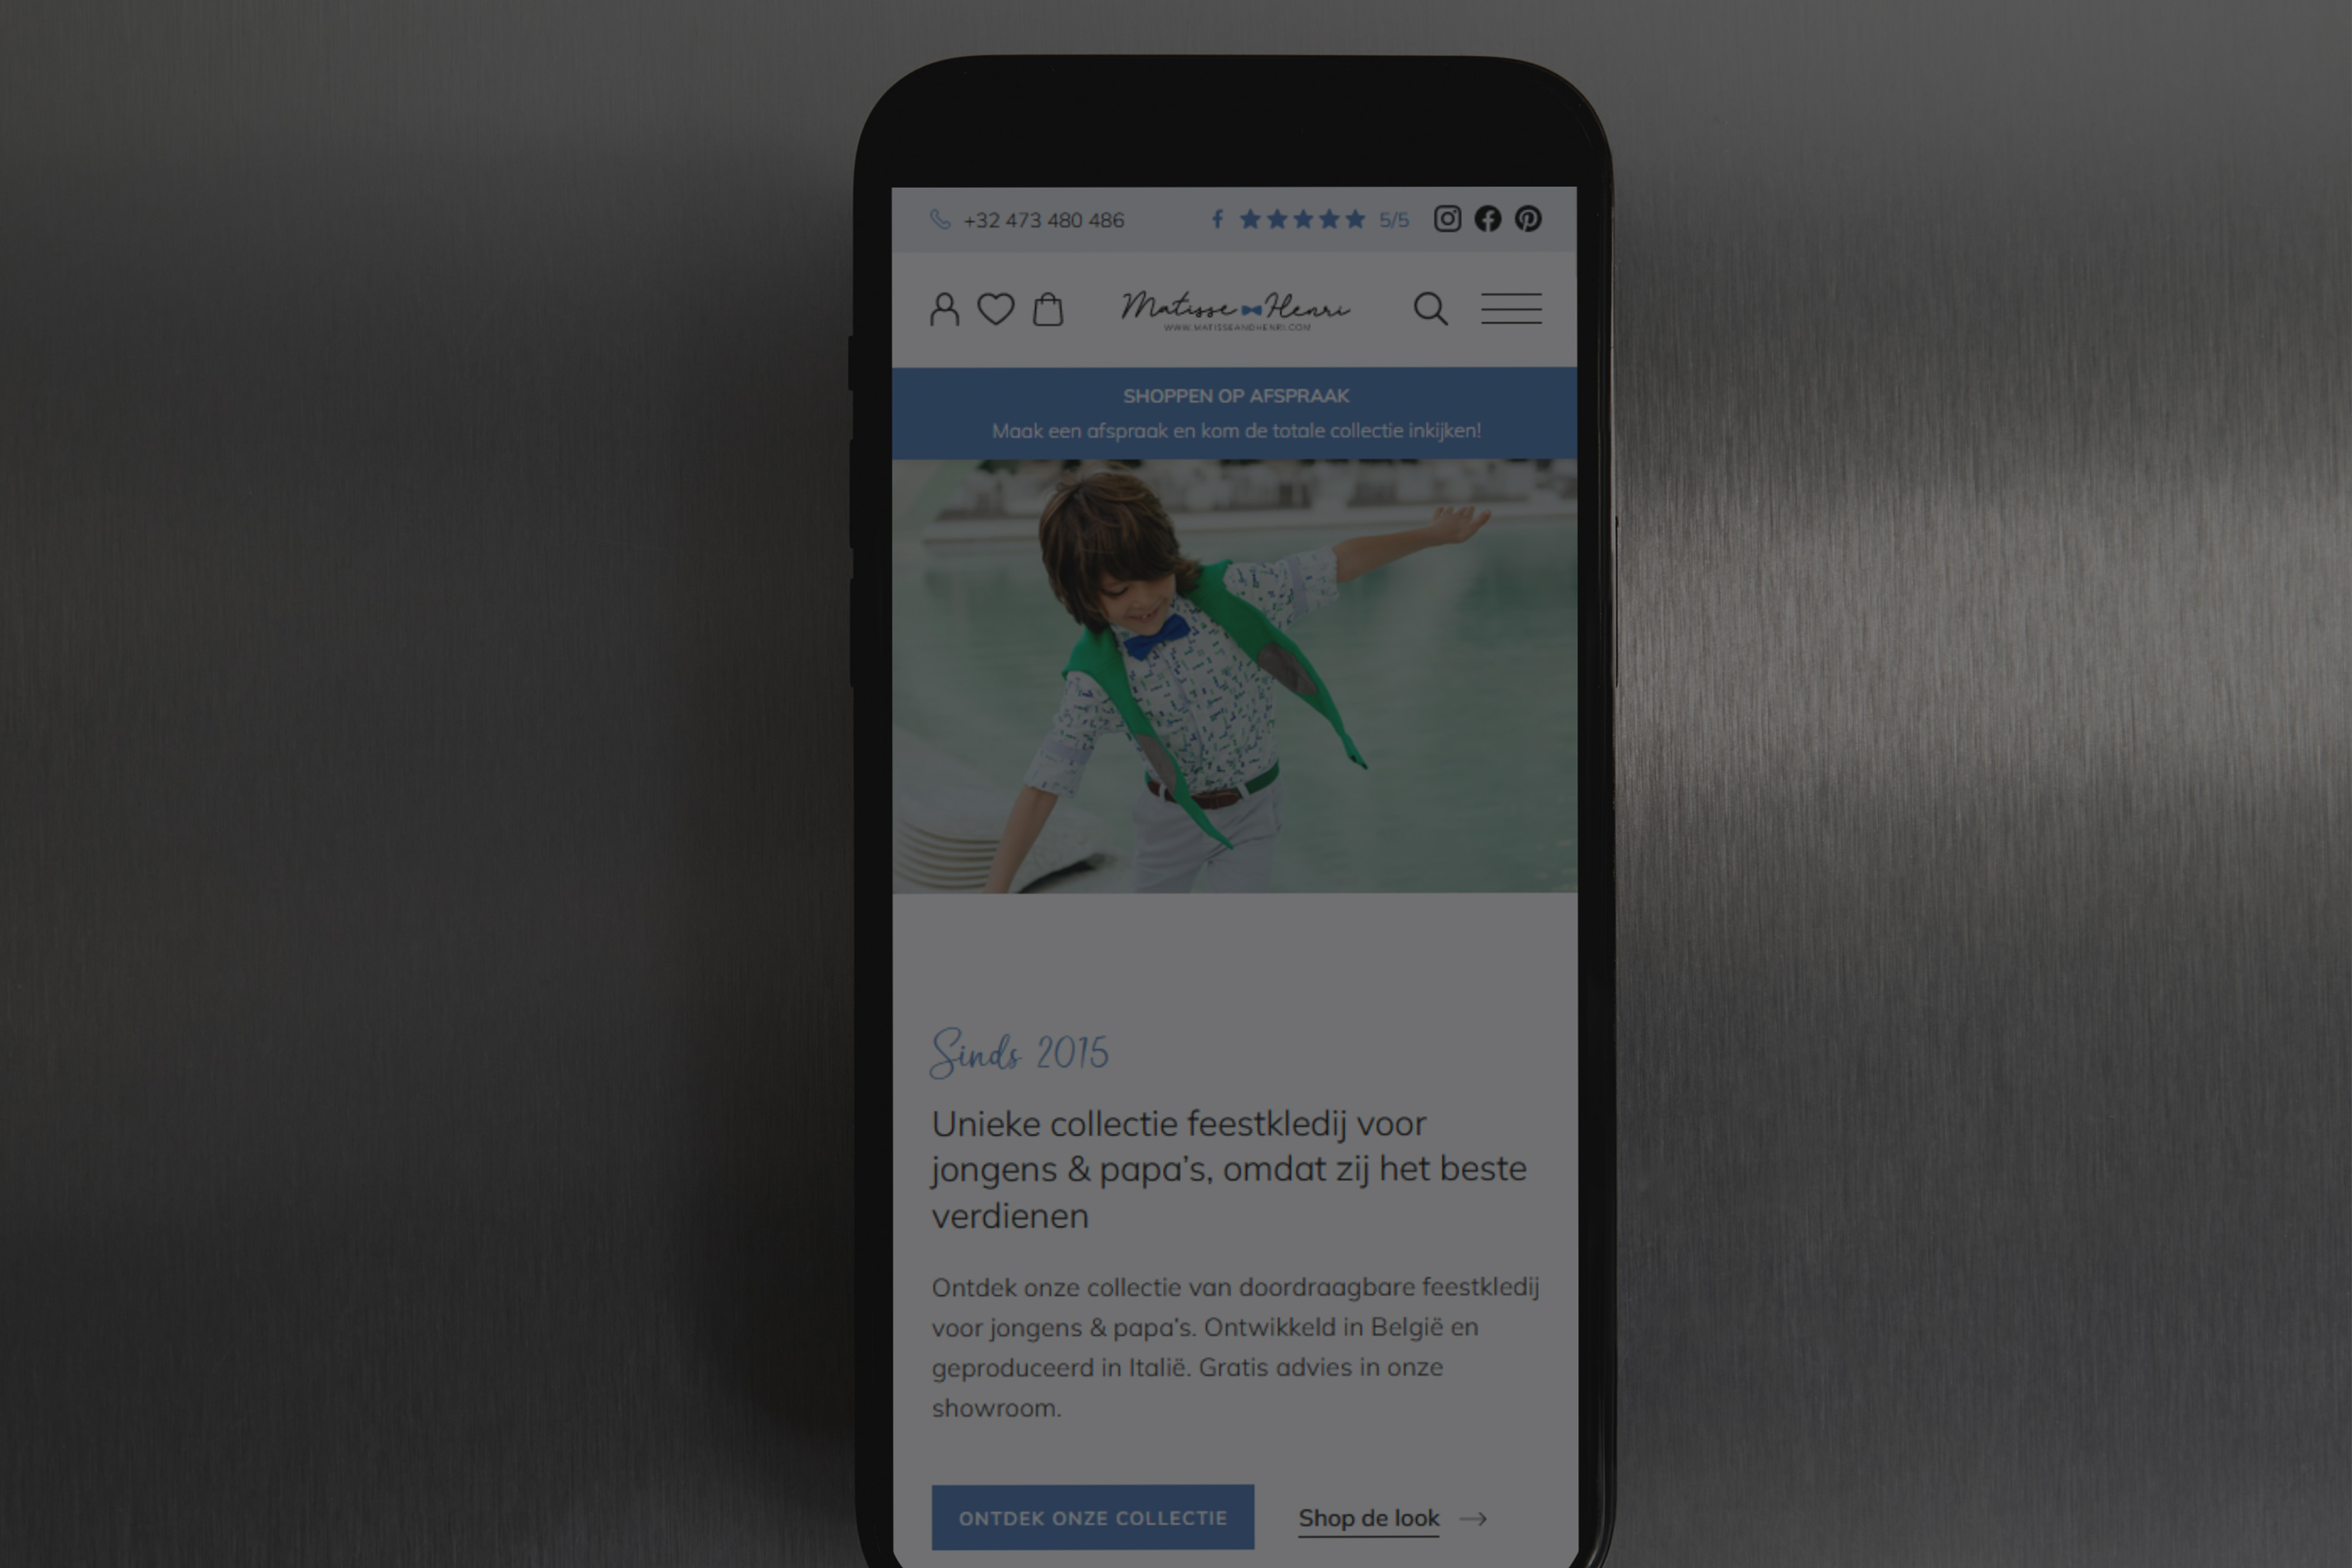 +32 473 480 486
5/5
Matisse Henri
WWW.MATISSEANDHENRI.COM
SHOPPEN OP AFSPRAAK
Maak een afspraak en kom de totale collectie inkijken!
Sinds 2015
Unieke collectie feestkledij voor
jongens & papa's, omdat zij het beste
verdienen
Ontdek onze collectie van doordraagbare feestkledij
voor jongens & papa's. Ontwikkeld in België en
geproduceerd in Italië. Gratis advies in onze
showroom.
ONTDEK ONZE COLLECTIE
Shop de look